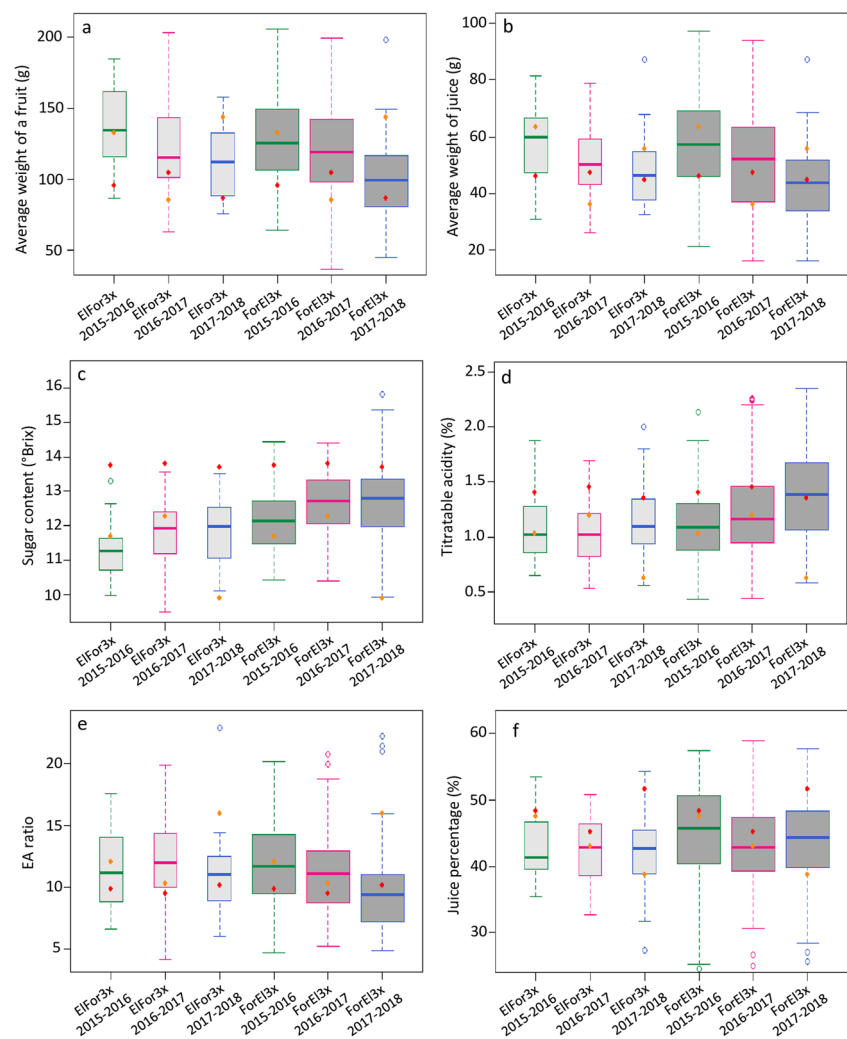 a
Average weight of a fruit (g)
200
150
100
50
ElFor3x 2015-2016
ElFor3x 2016-2017
ElFor3x 2017-2018
ForEl3x 2015-2016
ForEl3x 2016-2017
ForEl3x 2017-2018
b
Average weight of juice (g)
100
80
60
40
20
ElFor3x 2015-2016
ElFor3x 2016-2017
ElFor3x 2017-2018
ForEl3x 2015-2016
ForEl3x 2016-2017
ForEl3x 2017-2018
c
Sugar content (°Brix)
16
15
14
13
12
11
10
ElFor3x 2015-2016
ElFor3x 2016-2017
ElFor3x 2017-2018
ForEl3x 2015-2016
ForEl3x 2016-2017
ForEl3x 2017-2018
d
Titratable acidity (%)
2.5
2.0
1.5
1.0
0.5
ElFor3x 2015-2016
ElFor3x 2016-2017
ElFor3x 2017-2018
ForEl3x 2015-2016
ForEl3x 2016-2017
ForEl3x 2017-2018
e
EA ratio
20
15
10
5
ElFor3x 2015-2016
ElFor3x 2016-2017
ElFor3x 2017-2018
ForEl3x 2015-2016
ForEl3x 2016-2017
ForEl3x 2017-2018
f
Juice percentage (%)
60
50
40
30
ElFor3x 2015-2016
ElFor3x 2016-2017
ElFor3x 2017-2018
ForEl3x 2015-2016
ForEl3x 2016-2017
ForEl3x 2017-2018